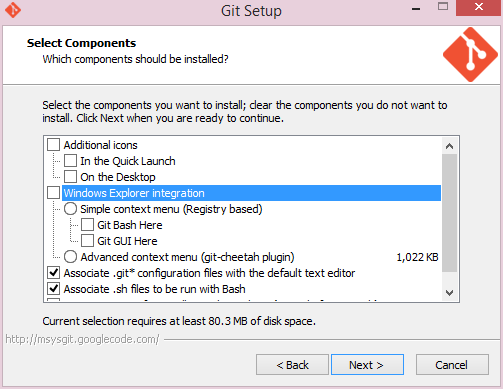 Git Setup
Select Components
Which components should be installed?
Select the components you want to install; clear the components you do not want to
install. Click Next when you are ready to continue.
Additional icons
In the Quick Launch
On the Desktop
Windows Explorer integration
Simple context menu (Registry based)
Git Bash Here
Git GUI Here
Advanced context menu (git-cheetah plugin) 1,022 KB
Associate .git* configuration files with the default text editor
Associate .sh files to be run with Bash
Current selection requires at least 80.3 MB of disk space.
http://msysgit.googlecode.com/
< Back Next > Cancel